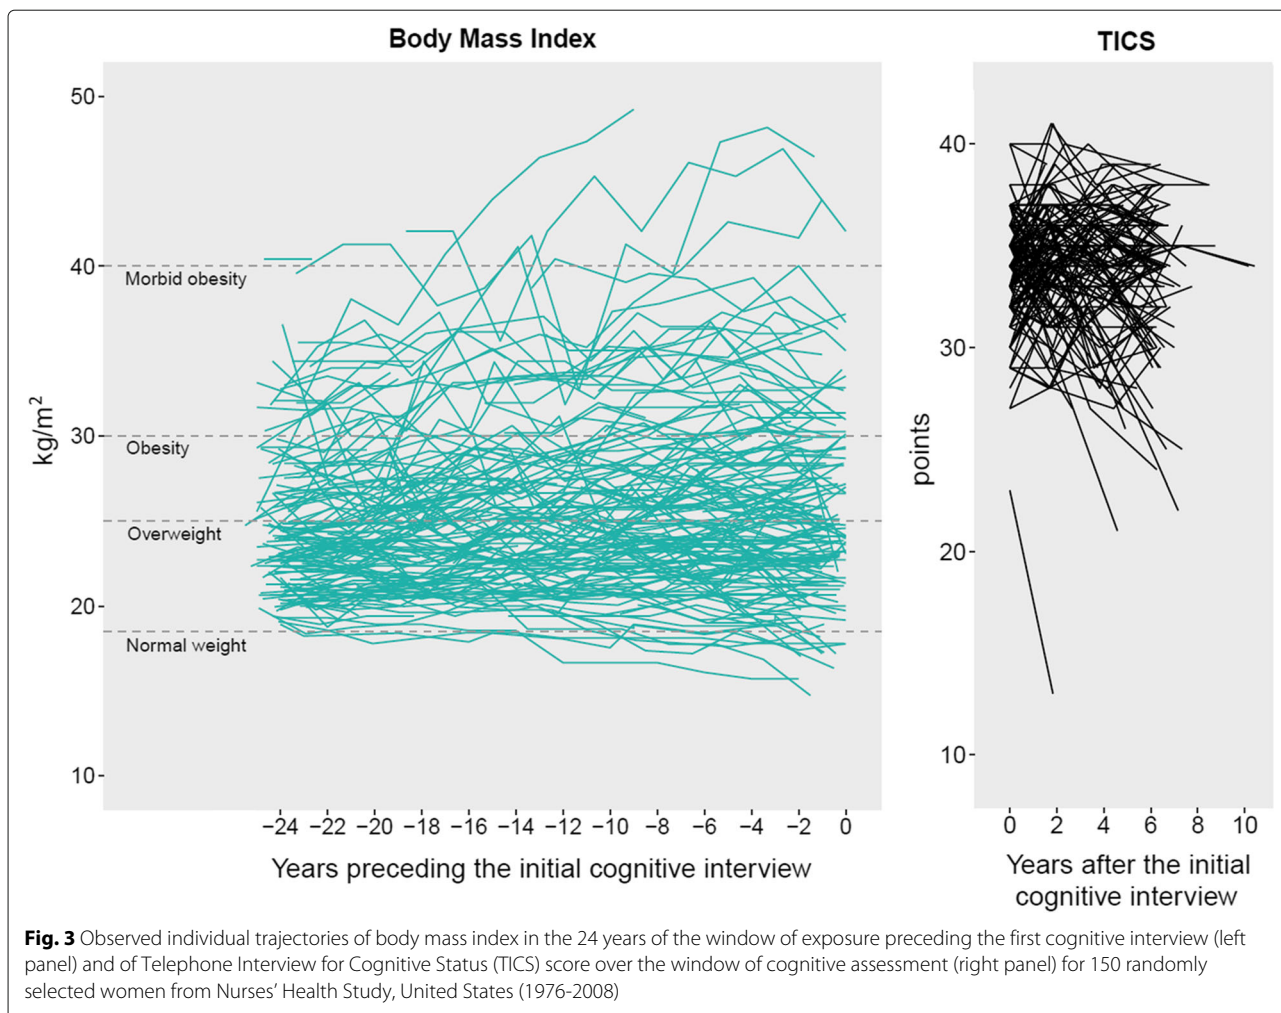 Body Mass Index
TICS
50
40
30
20
10
kg/m²
Morbid obesity
Obesity
Overweight
Normal weight
−24 −22 −20 −18 −16 −14 −12 −10 −8 −6 −4 −2 0
Years preceding the initial cognitive interview
40
30
20
10
points
0 2 4 6 8 10
Years after the initial
cognitive interview
Fig. 3 Observed individual trajectories of body mass index in the 24 years of the window of exposure preceding the first cognitive interview (left
panel) and of Telephone Interview for Cognitive Status (TICS) score over the window of cognitive assessment (right panel) for 150 randomly
selected women from Nurses’ Health Study, United States (1976-2008)